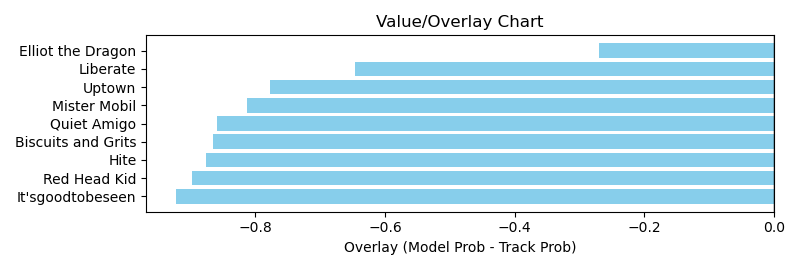 Value/Overlay Chart
Elliot the Dragon
Liberate
Uptown
Mister Mobil
Quiet Amigo
Biscuits and Grits
Hite
Red Head Kid
It'sgoodtobeseen
−0.8 −0.6 −0.4 −0.2 0.0
Overlay (Model Prob - Track Prob)